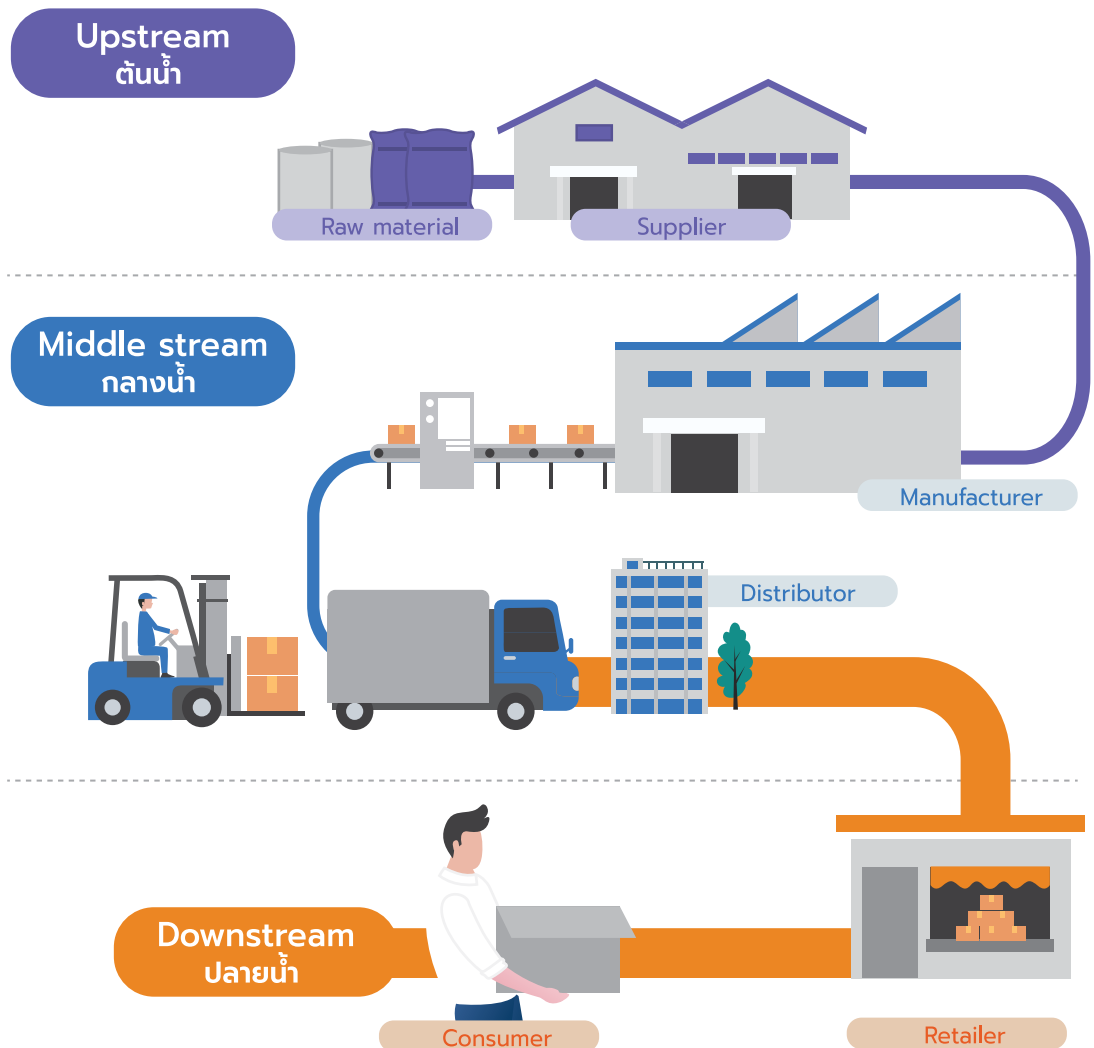 Upstream
ต้นน้ำ
Raw material
Supplier
Middle stream
กลางน้ำ
Manufacturer
Distributor
Downstream
ปลายน้ำ
Consumer
Retailer